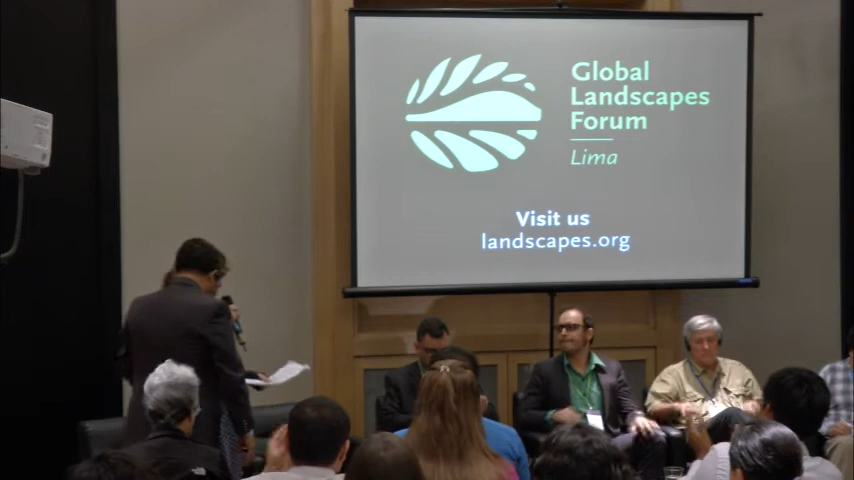 Global
Landscapes
Forum
Lima
Visit us
landscapes.org